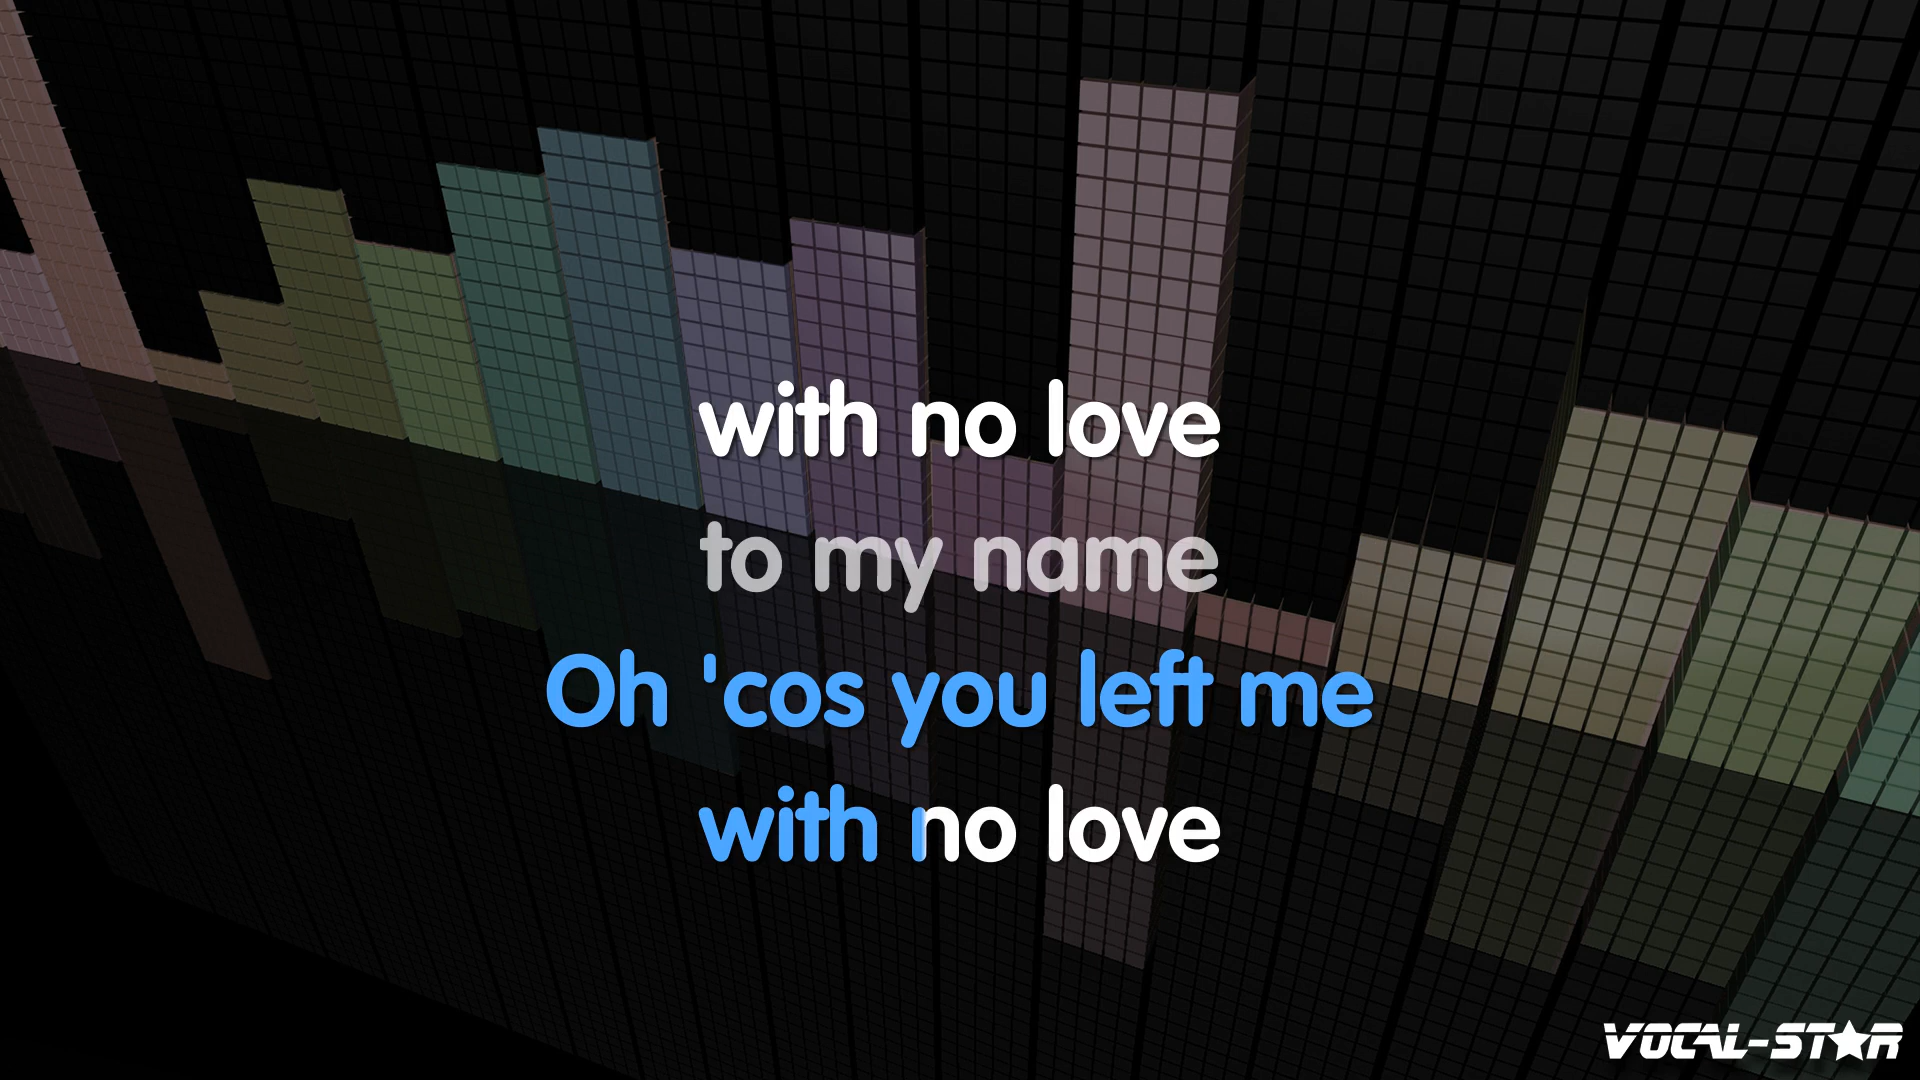 with no love
to my name
Oh 'cos you left me
with no love
VOCAL-STAR